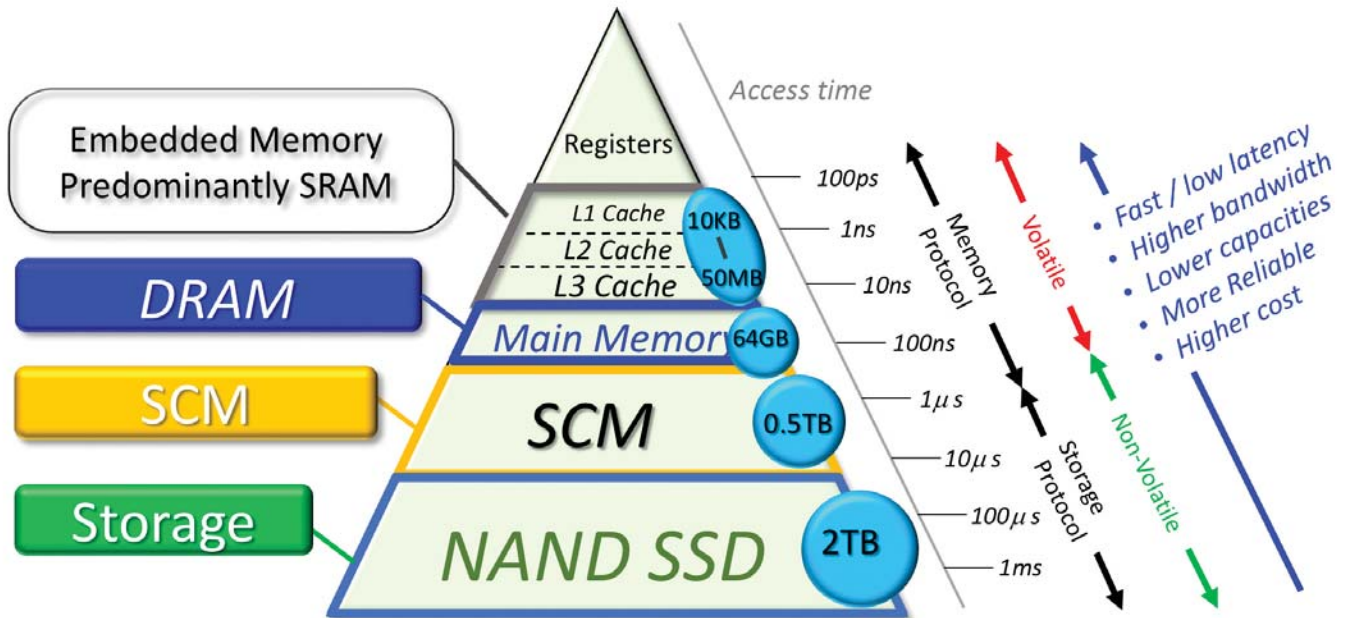 Access time
Embedded Memory
Predominantly SRAM
DRAM
SCM
Storage
Registers
L1 Cache
L2 Cache
L3 Cache
10KB
50MB
Main Memory
64GB
SCM
0.5TB
NAND SSD
2TB
100ps
1ns
10ns
100ns
1μs
10μs
100μs
1ms
Memory
Protocol
Storage
Protocol
Volatile
Non-Volatile
• Fast / low latency
• Higher bandwidth
• Lower capacities
• More Reliable
• Higher cost